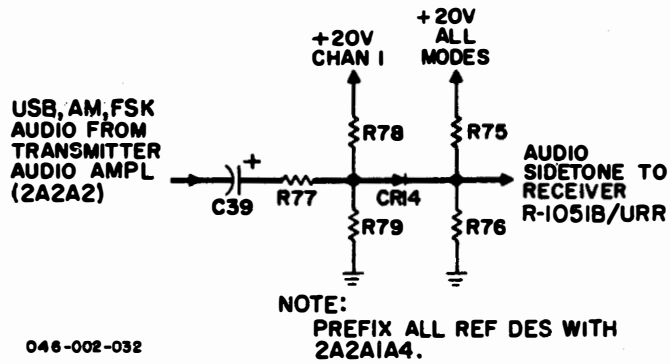 +20V
CHAN 1
+20V
ALL
MODES
USB, AM, FSK
AUDIO FROM
TRANSMITTER
AUDIO AMPL
(2A2A2)
R78
R75
+
C39
R77
CR14
AUDIO
SIDETONE TO
RECEIVER
R-1051B/URR
R79
R76
NOTE:
PREFIX ALL REF DES WITH
2A2A1A4.
046-002-032